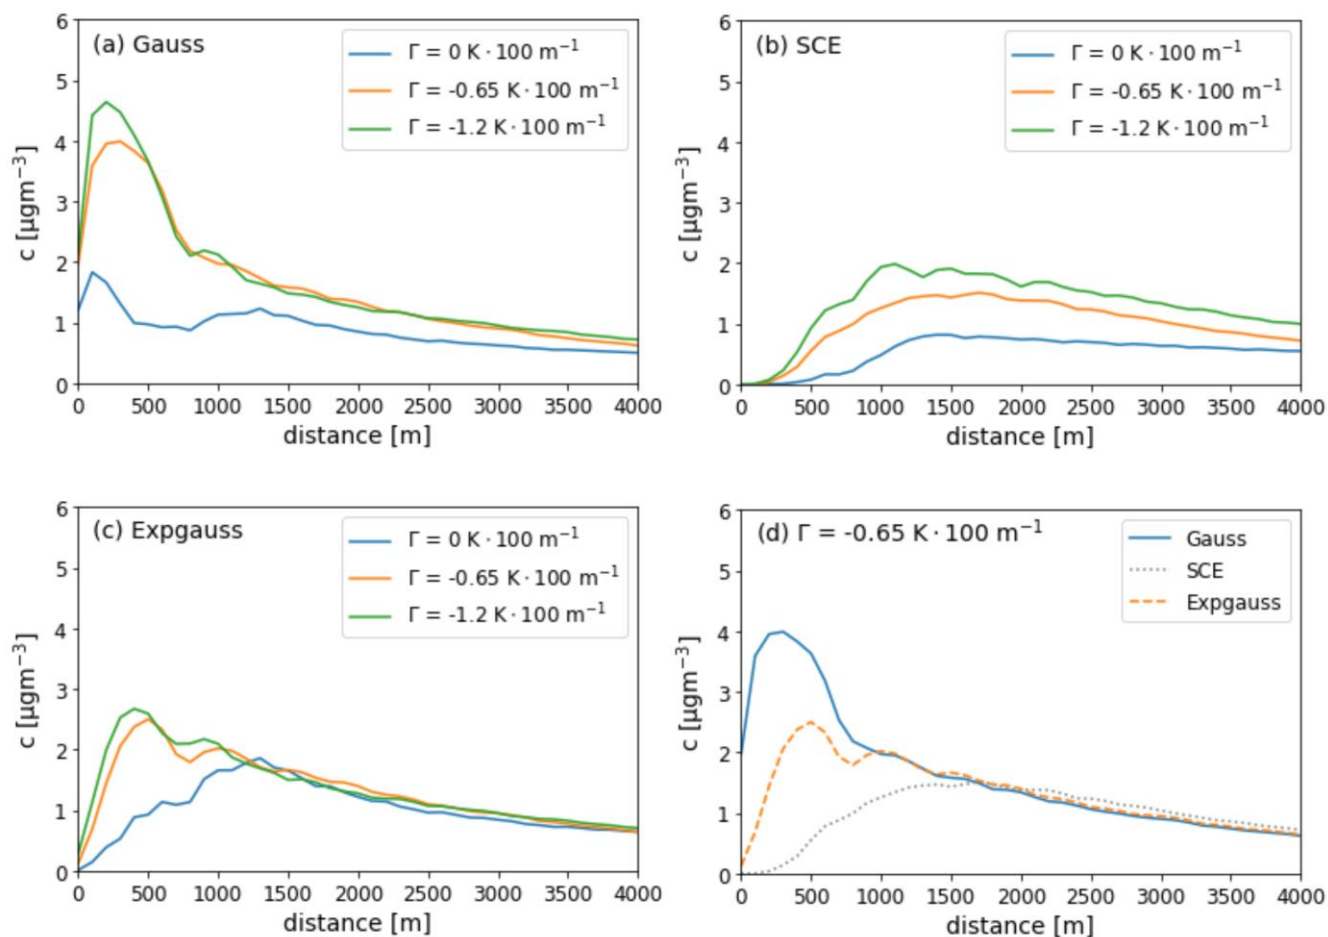 (a) Gauss
Γ = 0 K · 100 m⁻¹
Γ = -0.65 K · 100 m⁻¹
Γ = -1.2 K · 100 m⁻¹
c [µgm⁻³]
6
5
4
3
2
1
0
0 500 1000 1500 2000 2500 3000 3500 4000
distance [m]
(b) SCE
Γ = 0 K · 100 m⁻¹
Γ = -0.65 K · 100 m⁻¹
Γ = -1.2 K · 100 m⁻¹
c [µgm⁻³]
6
5
4
3
2
1
0
0 500 1000 1500 2000 2500 3000 3500 4000
distance [m]
(c) Expgauss
Γ = 0 K · 100 m⁻¹
Γ = -0.65 K · 100 m⁻¹
Γ = -1.2 K · 100 m⁻¹
c [µgm⁻³]
6
5
4
3
2
1
0
0 500 1000 1500 2000 2500 3000 3500 4000
distance [m]
(d) Γ = -0.65 K · 100 m⁻¹
Gauss
SCE
Expgauss
c [µgm⁻³]
6
5
4
3
2
1
0
0 500 1000 1500 2000 2500 3000 3500 4000
distance [m]